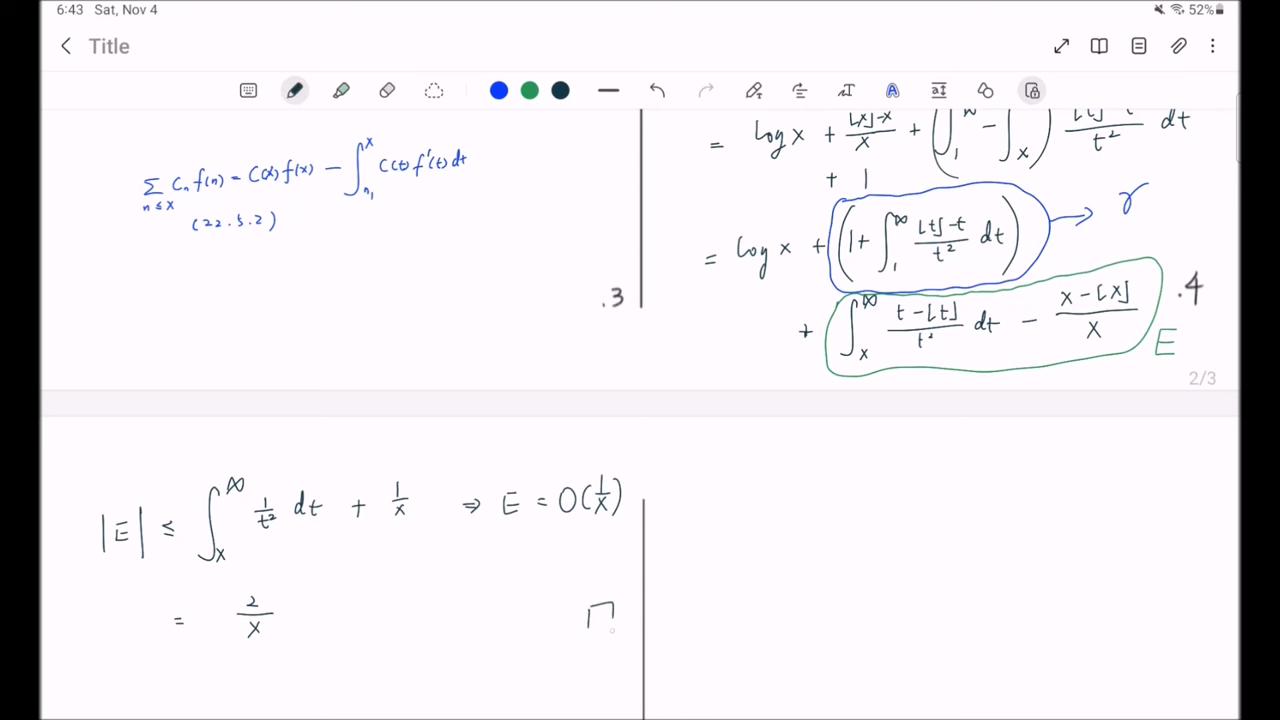 6:43 Sat, Nov 4
52%
Title
∑_{n≤x} C_n f(n) = C(x) f(x) − ∫_{n_1}^{x} C(t) f'(t) dt
(22.5.2)
.3
= log x + (⌊x⌋−x)/x + (∫_1^∞ − ∫_x^∞) (⌊t⌋−t)/t² dt
+ 1
= log x + (1 + ∫_1^∞ (⌊t⌋−t)/t² dt) → γ
+ ∫_x^∞ (t−⌊t⌋)/t² dt − (x−⌊x⌋)/x E
.4
2/3
|E| ≤ ∫_x^∞ 1/t² dt + 1/x ⇒ E = O(1/x)
= 2/x